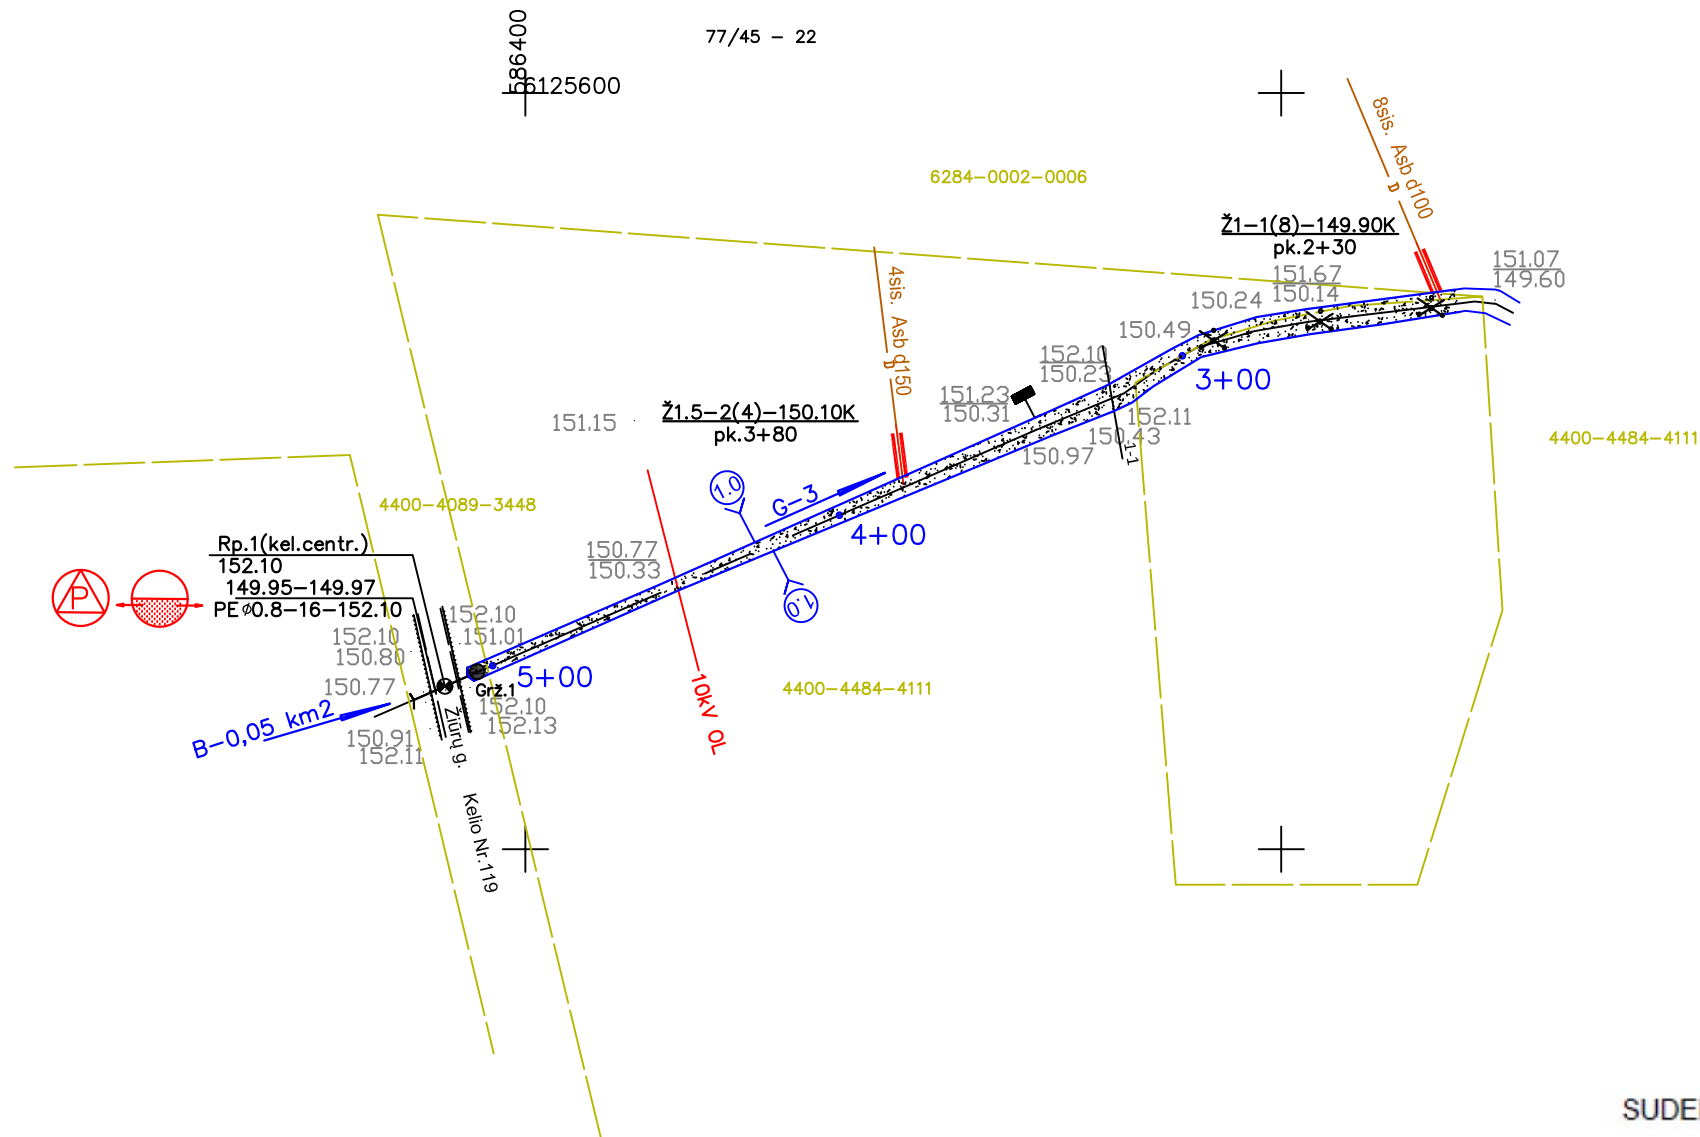 77/45 - 22
586400
6125600
8sis. Asb d100
D
6284-0002-0006
Ž1-1(8)-149.90K
pk.2+30
151.07
149.60
151.67
150.14
150.24
150.49
4sis. Asb d150
D
152.10
150.23
3+00
151.23
150.31
Ž1.5-2(4)-150.10K
pk.3+80
151.15
152.11
150.43
150.97
1-1
4400-4484-4111
4400-4089-3448
1.0
G-3
4+00
Rp.1(kel.centr.)
152.10
149.95-149.97
PE⌀0.8-16-152.10
P
150.77
150.33
1.0
152.10
151.01
152.10
150.80
5+00
Grž.1
150.77
152.10
152.13
B-0,05 km2
150.91
152.11
Žiūrų g.
Kelio Nr.119
10kV OL
4400-4484-4111